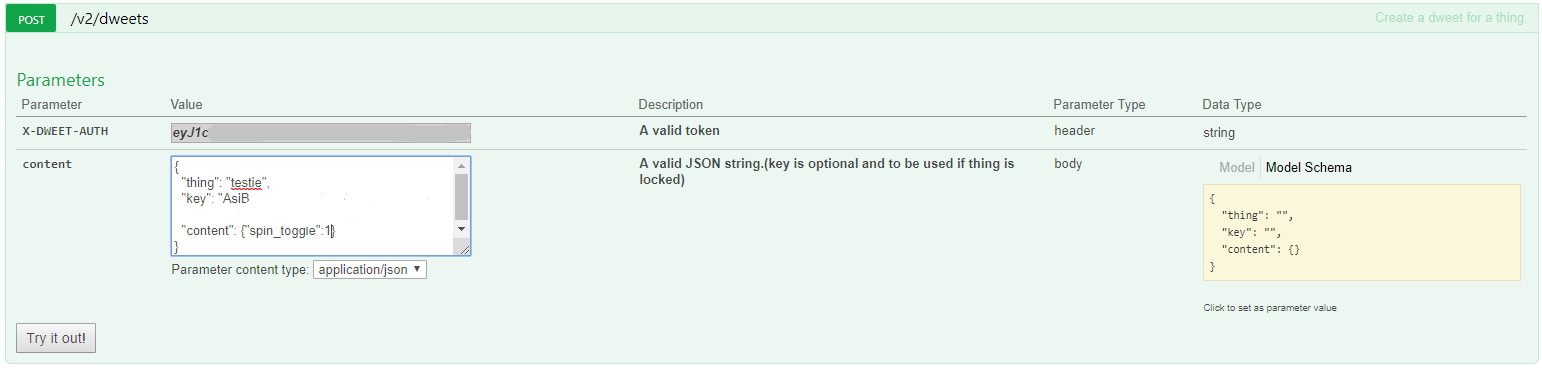 POST /v2/dweets Create a dweet for a thing.
Parameters
Parameter Value Description Parameter Type Data Type
X-DWEET-AUTH eyJ1c A valid token header string
content
{
"thing": "testie",
"key": "AsiB
"content": {"spin_toggie":1}
}
A valid JSON string.(key is optional and to be used if thing is
locked)
body
Model Model Schema
{
"thing": "",
"key": "",
"content": {}
}
Parameter content type: application/json
Click to set as parameter value
Try it out!